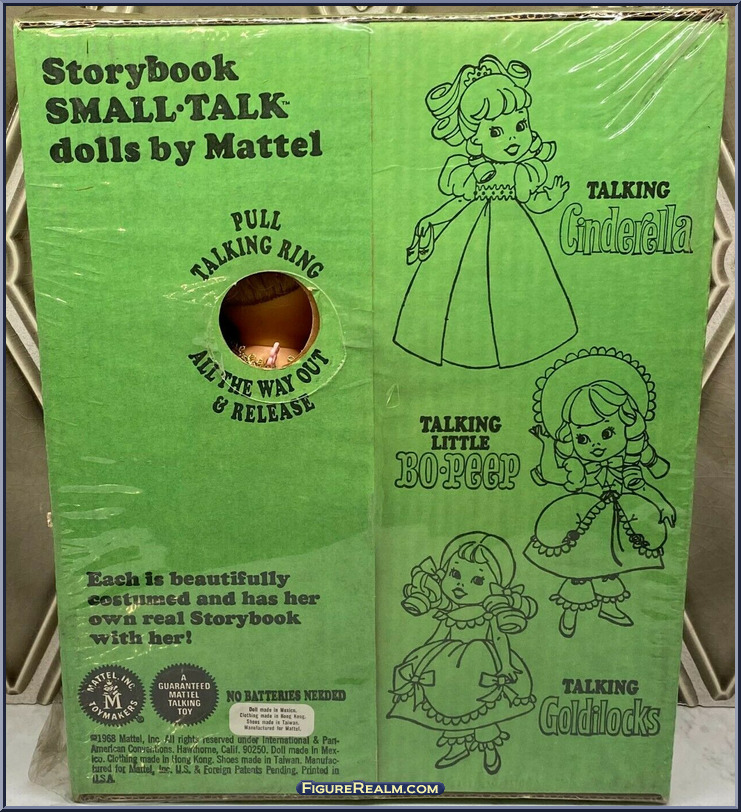 Storybook
SMALL·TALK™
dolls by Mattel
PULL
TALKING RING
ALL THE WAY OUT
& RELEASE
TALKING
Cinderella
TALKING
LITTLE
BO·PEEP
TALKING
Goldilocks
Each is beautifully
costumed and has her
own real Storybook
with her!
MATTEL, INC.
M
TOYMAKERS
A
GUARANTEED
MATTEL
TALKING
TOY
NO BATTERIES NEEDED
Doll made in Mexico.
Clothing made in Hong Kong.
Shoes made in Taiwan.
Manufactured for Mattel.
©1968 Mattel, Inc. All rights reserved under International & Pan-
American Conventions. Hawthorne, Calif. 90250. Doll made in Mex-
ico. Clothing made in Hong Kong. Shoes made in Taiwan. Manufac-
tured for Mattel, Inc. U.S. & Foreign Patents Pending. Printed in
U.S.A.
FIGUREREALM.COM